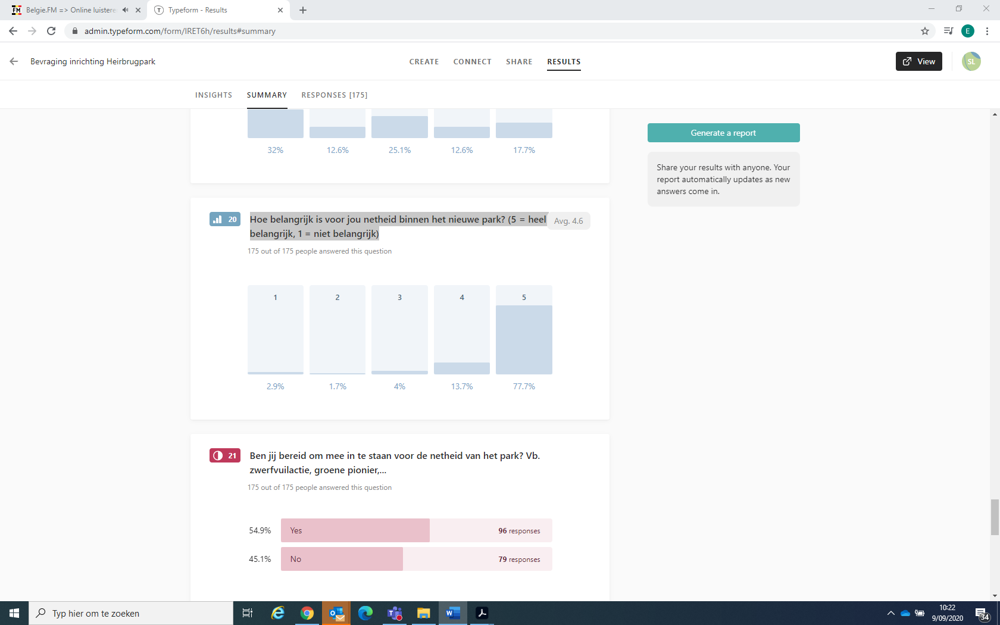 FM Belgie.FM => Online luistere
T Typeform - Results
admin.typeform.com/form/IRET6h/results#summary
E
Bevraging inrichting Heirbrugpark
CREATE CONNECT SHARE RESULTS
View
SL
INSIGHTS SUMMARY RESPONSES [175]
32% 12.6% 25.1% 12.6% 17.7%
Generate a report
Share your results with anyone. Your
report automatically updates as new
answers come in.
20 Hoe belangrijk is voor jou netheid binnen het nieuwe park? (5 = heel
belangrijk, 1 = niet belangrijk)
Avg. 4.6
175 out of 175 people answered this question
1 2 3 4 5
2.9% 1.7% 4% 13.7% 77.7%
21 Ben jij bereid om mee in te staan voor de netheid van het park? Vb.
zwerfvuilactie, groene pionier,...
175 out of 175 people answered this question
54.9% Yes 96 responses
45.1% No 79 responses
Typ hier om te zoeken
10:22
9/09/2020
34